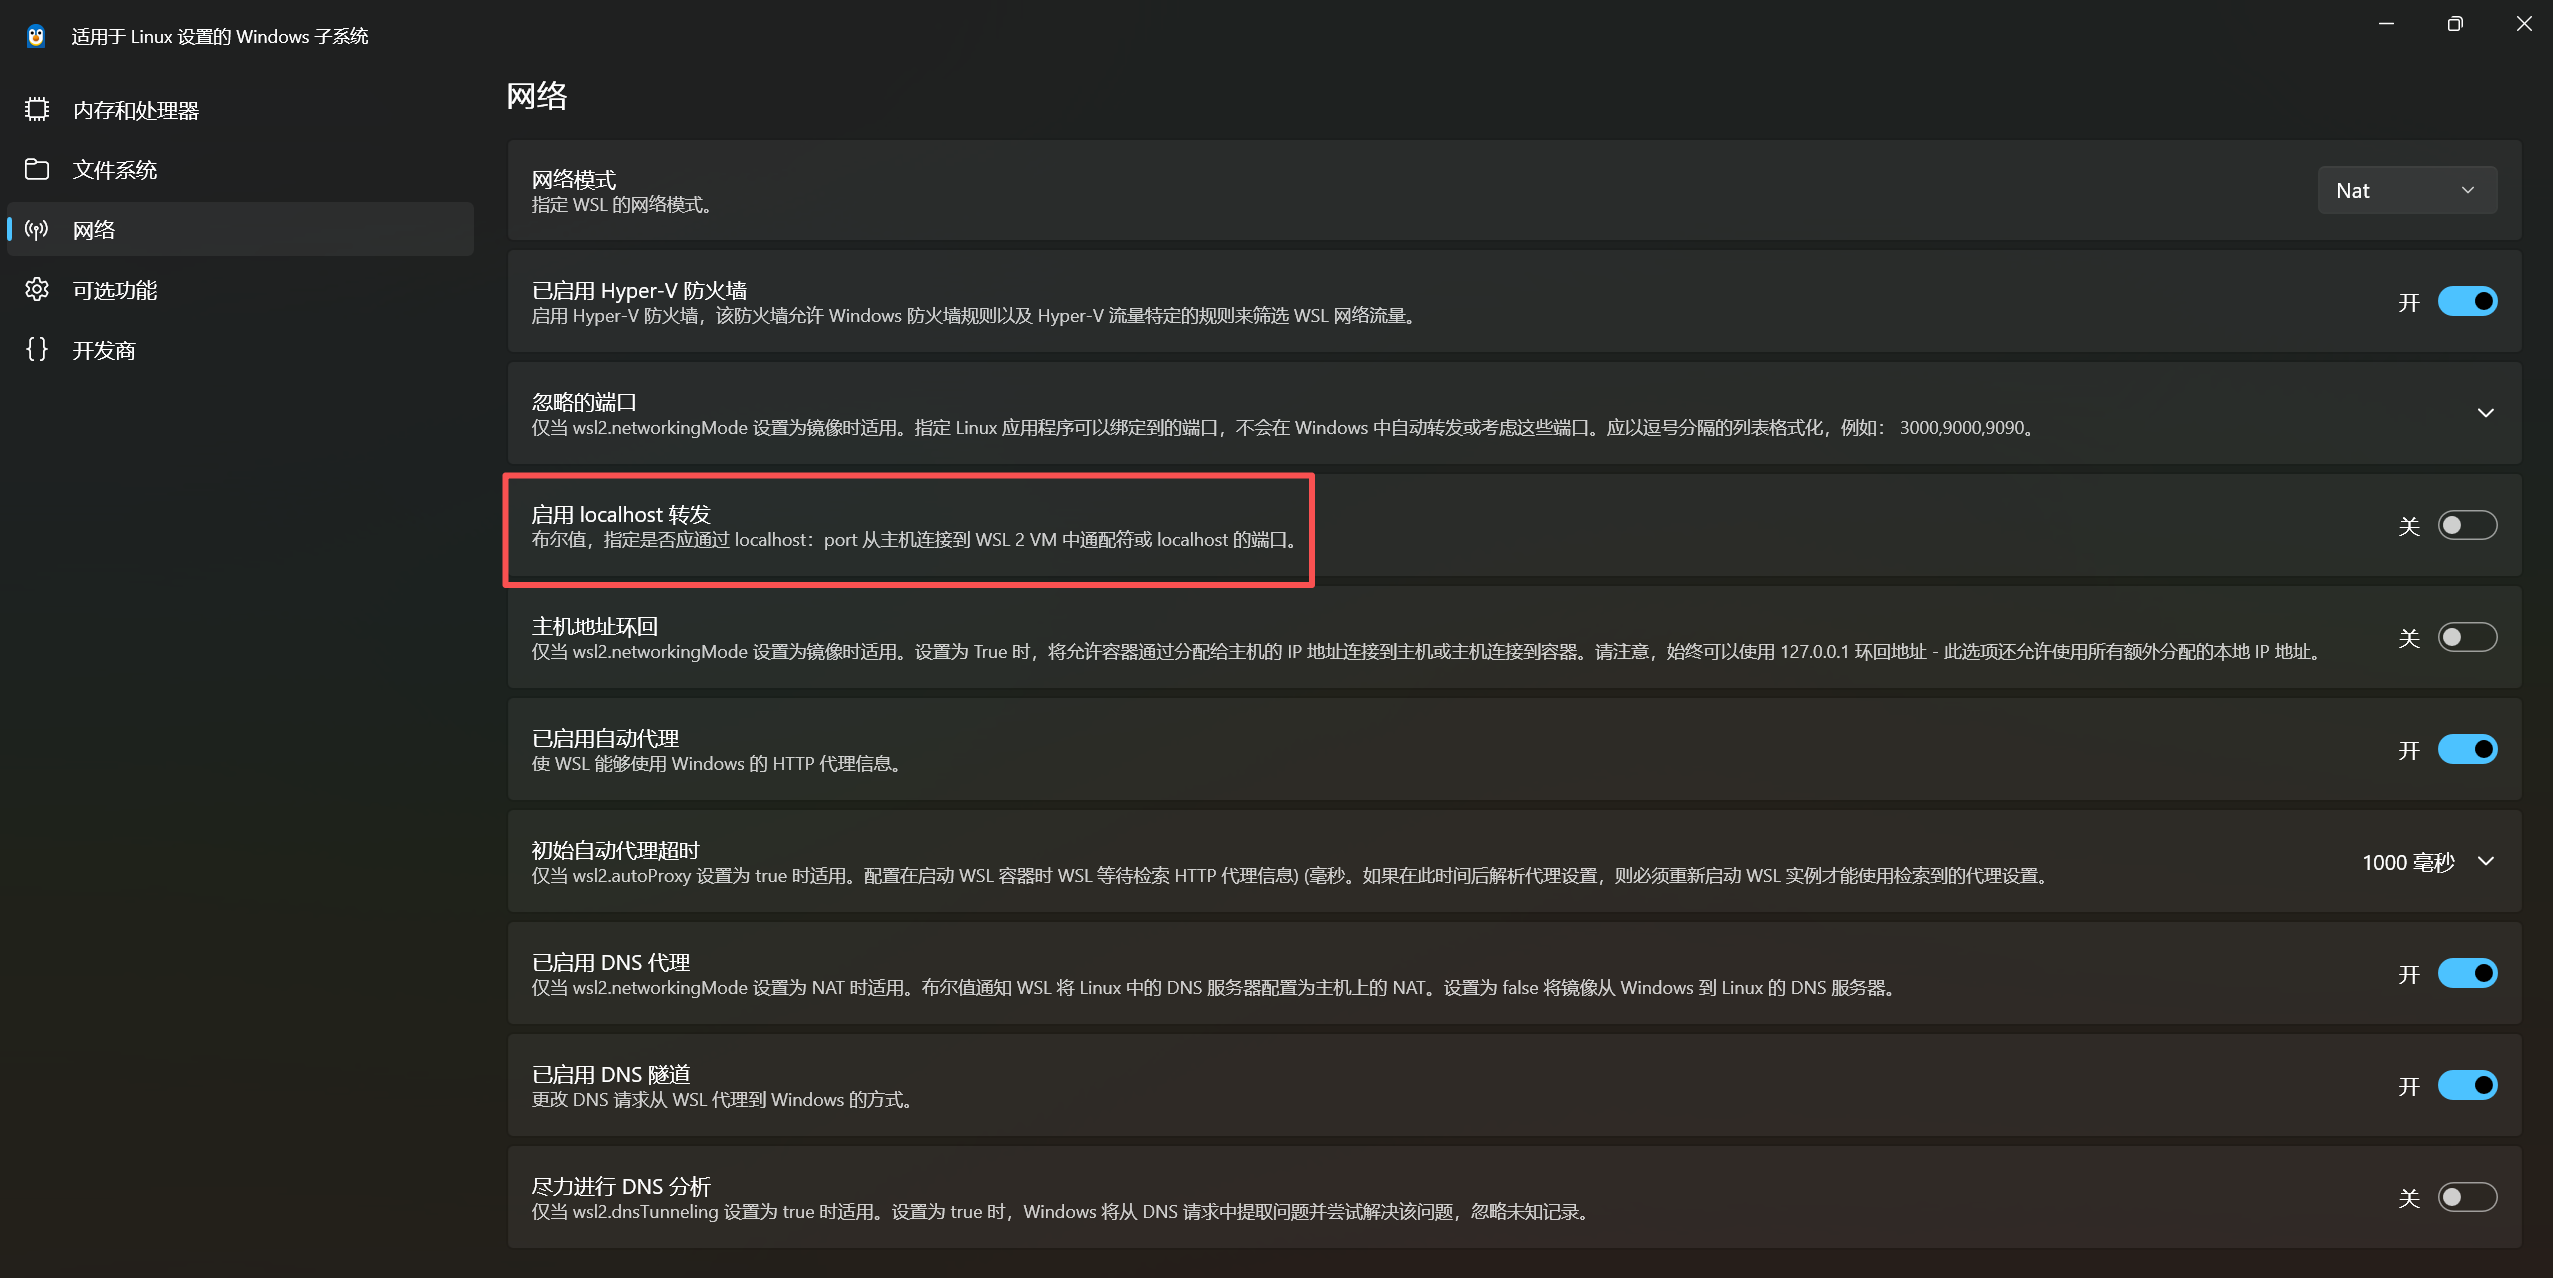 适用于 Linux 设置的 Windows 子系统
内存和处理器
文件系统
网络
可选功能
开发商
网络
网络模式
指定 WSL 的网络模式。
Nat
已启用 Hyper-V 防火墙
启用 Hyper-V 防火墙，该防火墙允许 Windows 防火墙规则以及 Hyper-V 流量特定的规则来筛选 WSL 网络流量。
开
忽略的端口
仅当 wsl2.networkingMode 设置为镜像时适用。指定 Linux 应用程序可以绑定到的端口，不会在 Windows 中自动转发或考虑这些端口。应以逗号分隔的列表格式化，例如： 3000,9000,9090。
启用 localhost 转发
布尔值，指定是否应通过 localhost：port 从主机连接到 WSL 2 VM 中通配符或 localhost 的端口。
关
主机地址环回
仅当 wsl2.networkingMode 设置为镜像时适用。设置为 True 时，将允许容器通过分配给主机的 IP 地址连接到主机或主机连接到容器。请注意，始终可以使用 127.0.0.1 环回地址 - 此选项还允许使用所有额外分配的本地 IP 地址。
关
已启用自动代理
使 WSL 能够使用 Windows 的 HTTP 代理信息。
开
初始自动代理超时
仅当 wsl2.autoProxy 设置为 true 时适用。配置在启动 WSL 容器时 WSL 等待检索 HTTP 代理信息) (毫秒。如果在此时间后解析代理设置，则必须重新启动 WSL 实例才能使用检索到的代理设置。
1000 毫秒
已启用 DNS 代理
仅当 wsl2.networkingMode 设置为 NAT 时适用。布尔值通知 WSL 将 Linux 中的 DNS 服务器配置为主机上的 NAT。设置为 false 将镜像从 Windows 到 Linux 的 DNS 服务器。
开
已启用 DNS 隧道
更改 DNS 请求从 WSL 代理到 Windows 的方式。
开
尽力进行 DNS 分析
仅当 wsl2.dnsTunneling 设置为 true 时适用。设置为 true 时，Windows 将从 DNS 请求中提取问题并尝试解决该问题，忽略未知记录。
关